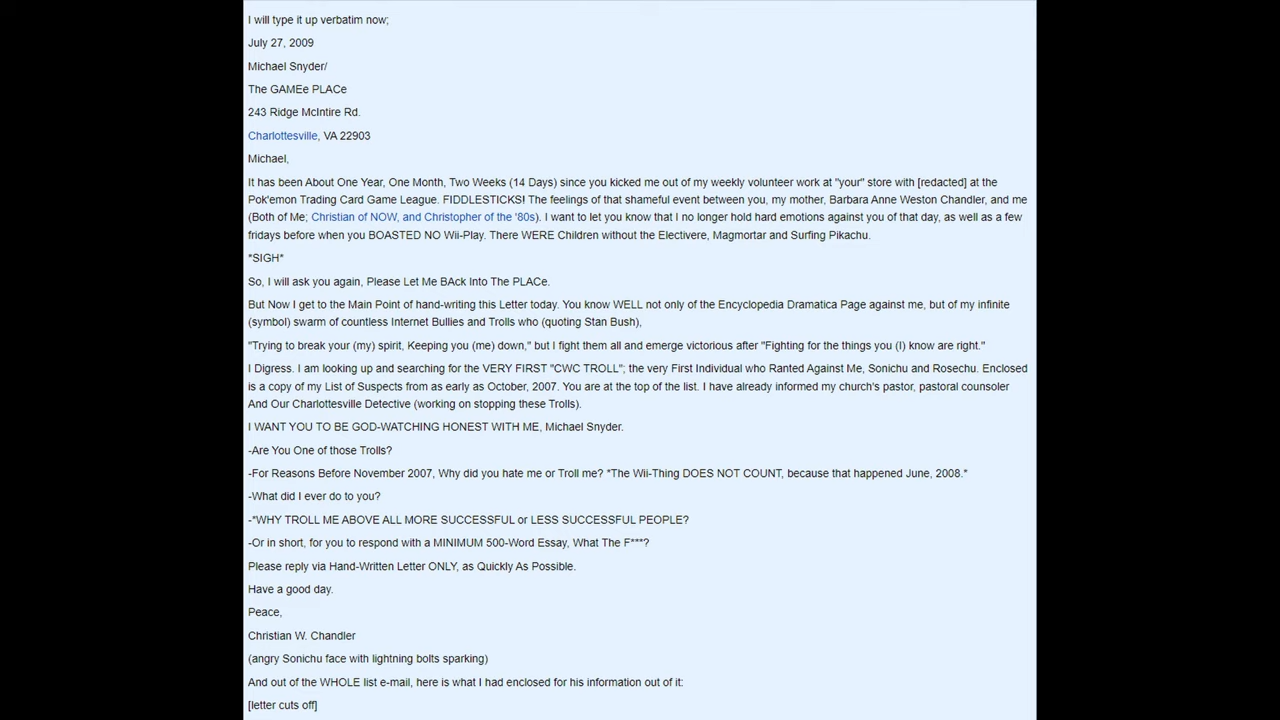 I will type it up verbatim now;
July 27, 2009
Michael Snyder/
The GAMEe PLACe
243 Ridge McIntire Rd.
Charlottesville, VA 22903
Michael,
It has been About One Year, One Month, Two Weeks (14 Days) since you kicked me out of my weekly volunteer work at "your" store with [redacted] at the
Pok'emon Trading Card Game League. FIDDLESTICKS! The feelings of that shameful event between you, my mother, Barbara Anne Weston Chandler, and me
(Both of Me; Christian of NOW, and Christopher of the '80s). I want to let you know that I no longer hold hard emotions against you of that day, as well as a few
fridays before when you BOASTED NO Wii-Play. There WERE Children without the Electivere, Magmortar and Surfing Pikachu.
*SIGH*
So, I will ask you again, Please Let Me BAck Into The PLACe.
But Now I get to the Main Point of hand-writing this Letter today. You know WELL not only of the Encyclopedia Dramatica Page against me, but of my infinite
(symbol) swarm of countless Internet Bullies and Trolls who (quoting Stan Bush),
"Trying to break your (my) spirit, Keeping you (me) down," but I fight them all and emerge victorious after "Fighting for the things you (I) know are right."
I Digress. I am looking up and searching for the VERY FIRST "CWC TROLL"; the very First Individual who Ranted Against Me, Sonichu and Rosechu. Enclosed
is a copy of my List of Suspects from as early as October, 2007. You are at the top of the list. I have already informed my church's pastor, pastoral counsoler
And Our Charlottesville Detective (working on stopping these Trolls).
I WANT YOU TO BE GOD-WATCHING HONEST WITH ME, Michael Snyder.
-Are You One of those Trolls?
-For Reasons Before November 2007, Why did you hate me or Troll me? *The Wii-Thing DOES NOT COUNT, because that happened June, 2008.*
-What did I ever do to you?
-*WHY TROLL ME ABOVE ALL MORE SUCCESSFUL or LESS SUCCESSFUL PEOPLE?
-Or in short, for you to respond with a MINIMUM 500-Word Essay, What The F***?
Please reply via Hand-Written Letter ONLY, as Quickly As Possible.
Have a good day.
Peace,
Christian W. Chandler
(angry Sonichu face with lightning bolts sparking)
And out of the WHOLE list e-mail, here is what I had enclosed for his information out of it:
[letter cuts off]